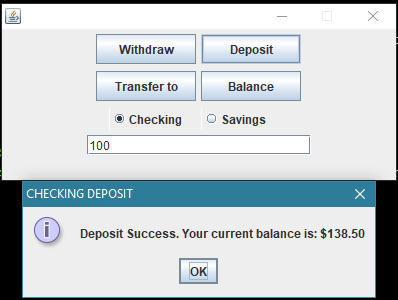 Withdraw Deposit
Transfer to Balance
Checking Savings
100
CHECKING DEPOSIT
Deposit Success. Your current balance is: $138.50
OK